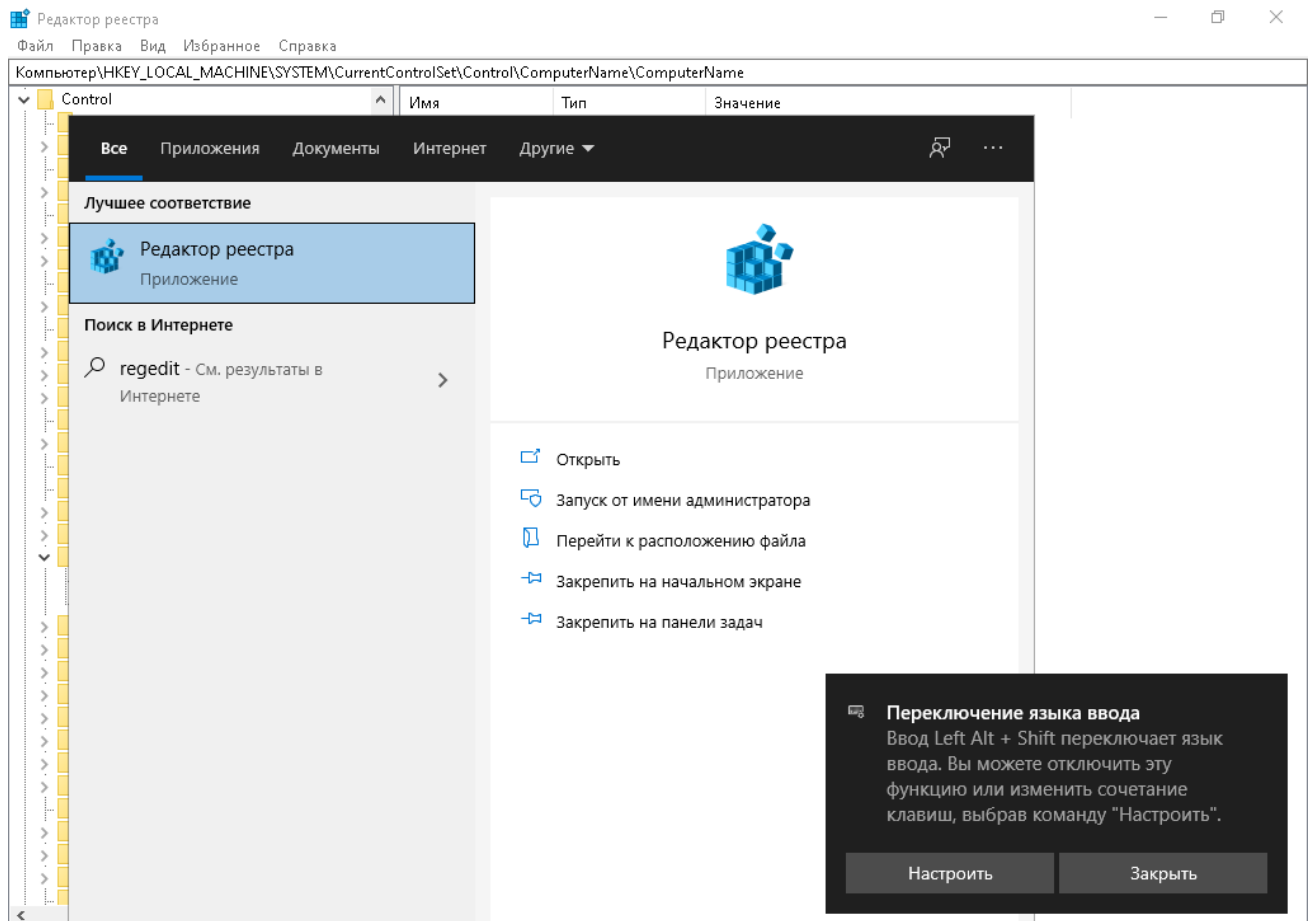 Редактор реестра
Файл Правка Вид Избранное Справка
Компьютер\HKEY_LOCAL_MACHINE\SYSTEM\CurrentControlSet\Control\ComputerName\ComputerName
Control
Имя Тип Значение
Все Приложения Документы Интернет Другие
Лучшее соответствие
Редактор реестра
Приложение
Поиск в Интернете
regedit - См. результаты в
Интернете
Редактор реестра
Приложение
Открыть
Запуск от имени администратора
Перейти к расположению файла
Закрепить на начальном экране
Закрепить на панели задач
Переключение языка ввода
Ввод Left Alt + Shift переключает язык
ввода. Вы можете отключить эту
функцию или изменить сочетание
клавиш, выбрав команду "Настроить".
Настроить Закрыть